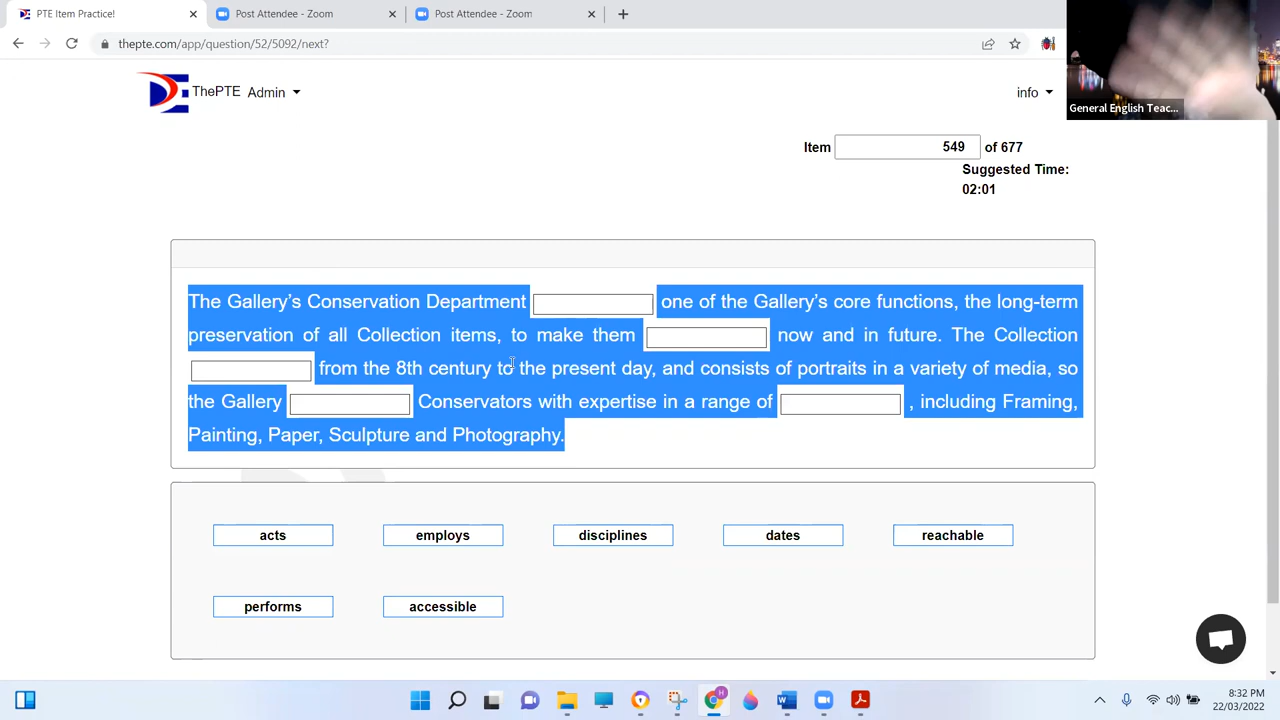 PTE Item Practice!
Post Attendee - Zoom
Post Attendee - Zoom
thepte.com/app/question/52/5092/next?
General English Teac...
ThePTE Admin
info
Item 549 of 677
Suggested Time:
02:01
The Gallery's Conservation Department one of the Gallery's core functions, the long-term
preservation of all Collection items, to make them now and in future. The Collection
from the 8th century to the present day, and consists of portraits in a variety of media, so
the Gallery Conservators with expertise in a range of , including Framing,
Painting, Paper, Sculpture and Photography.
acts employs disciplines dates reachable
performs accessible
8:32 PM
22/03/2022